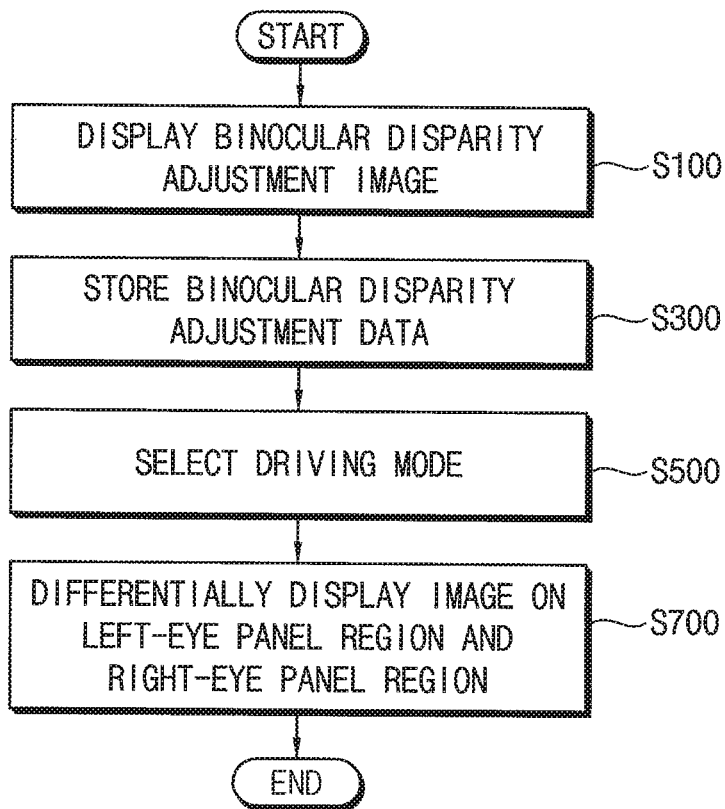 START
DISPLAY BINOCULAR DISPARITY
ADJUSTMENT IMAGE
S100
STORE BINOCULAR DISPARITY
ADJUSTMENT DATA
S300
SELECT DRIVING MODE
S500
DIFFERENTIALLY DISPLAY IMAGE ON
LEFT-EYE PANEL REGION AND
RIGHT-EYE PANEL REGION
S700
END